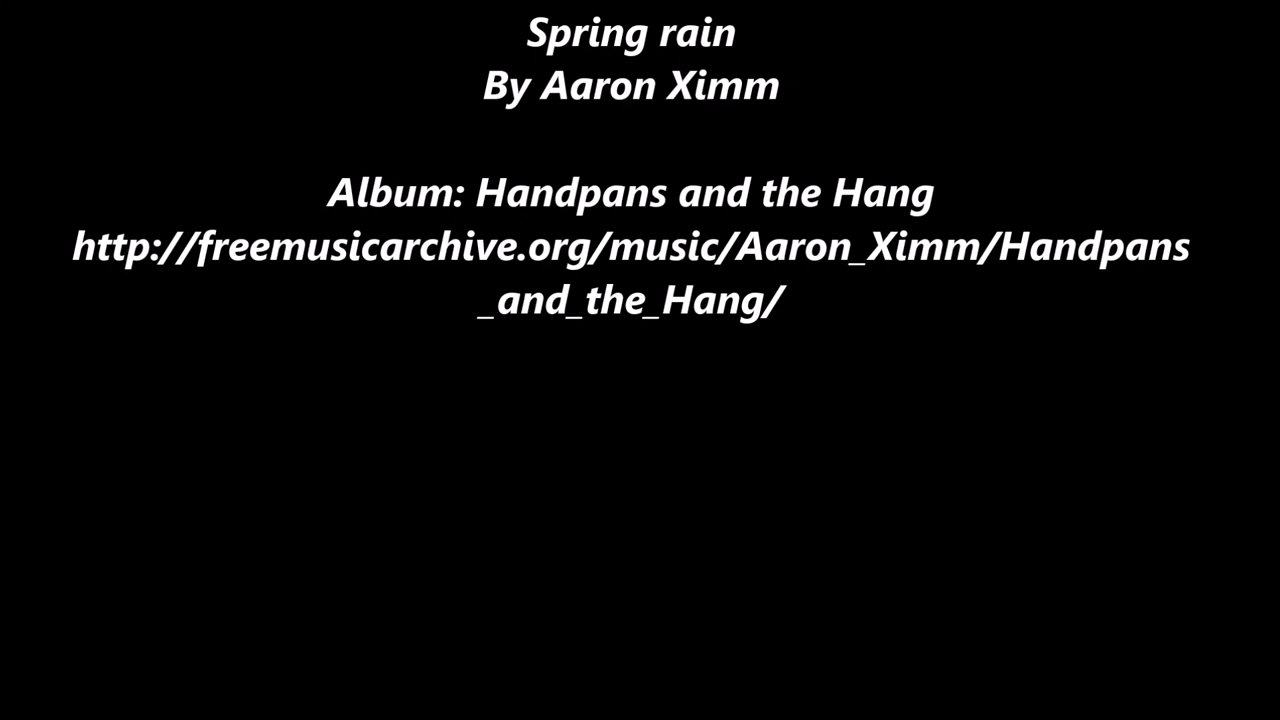 Spring rain
By Aaron Ximm
Album: Handpans and the Hang
http://freemusicarchive.org/music/Aaron_Ximm/Handpans
_and_the_Hang/